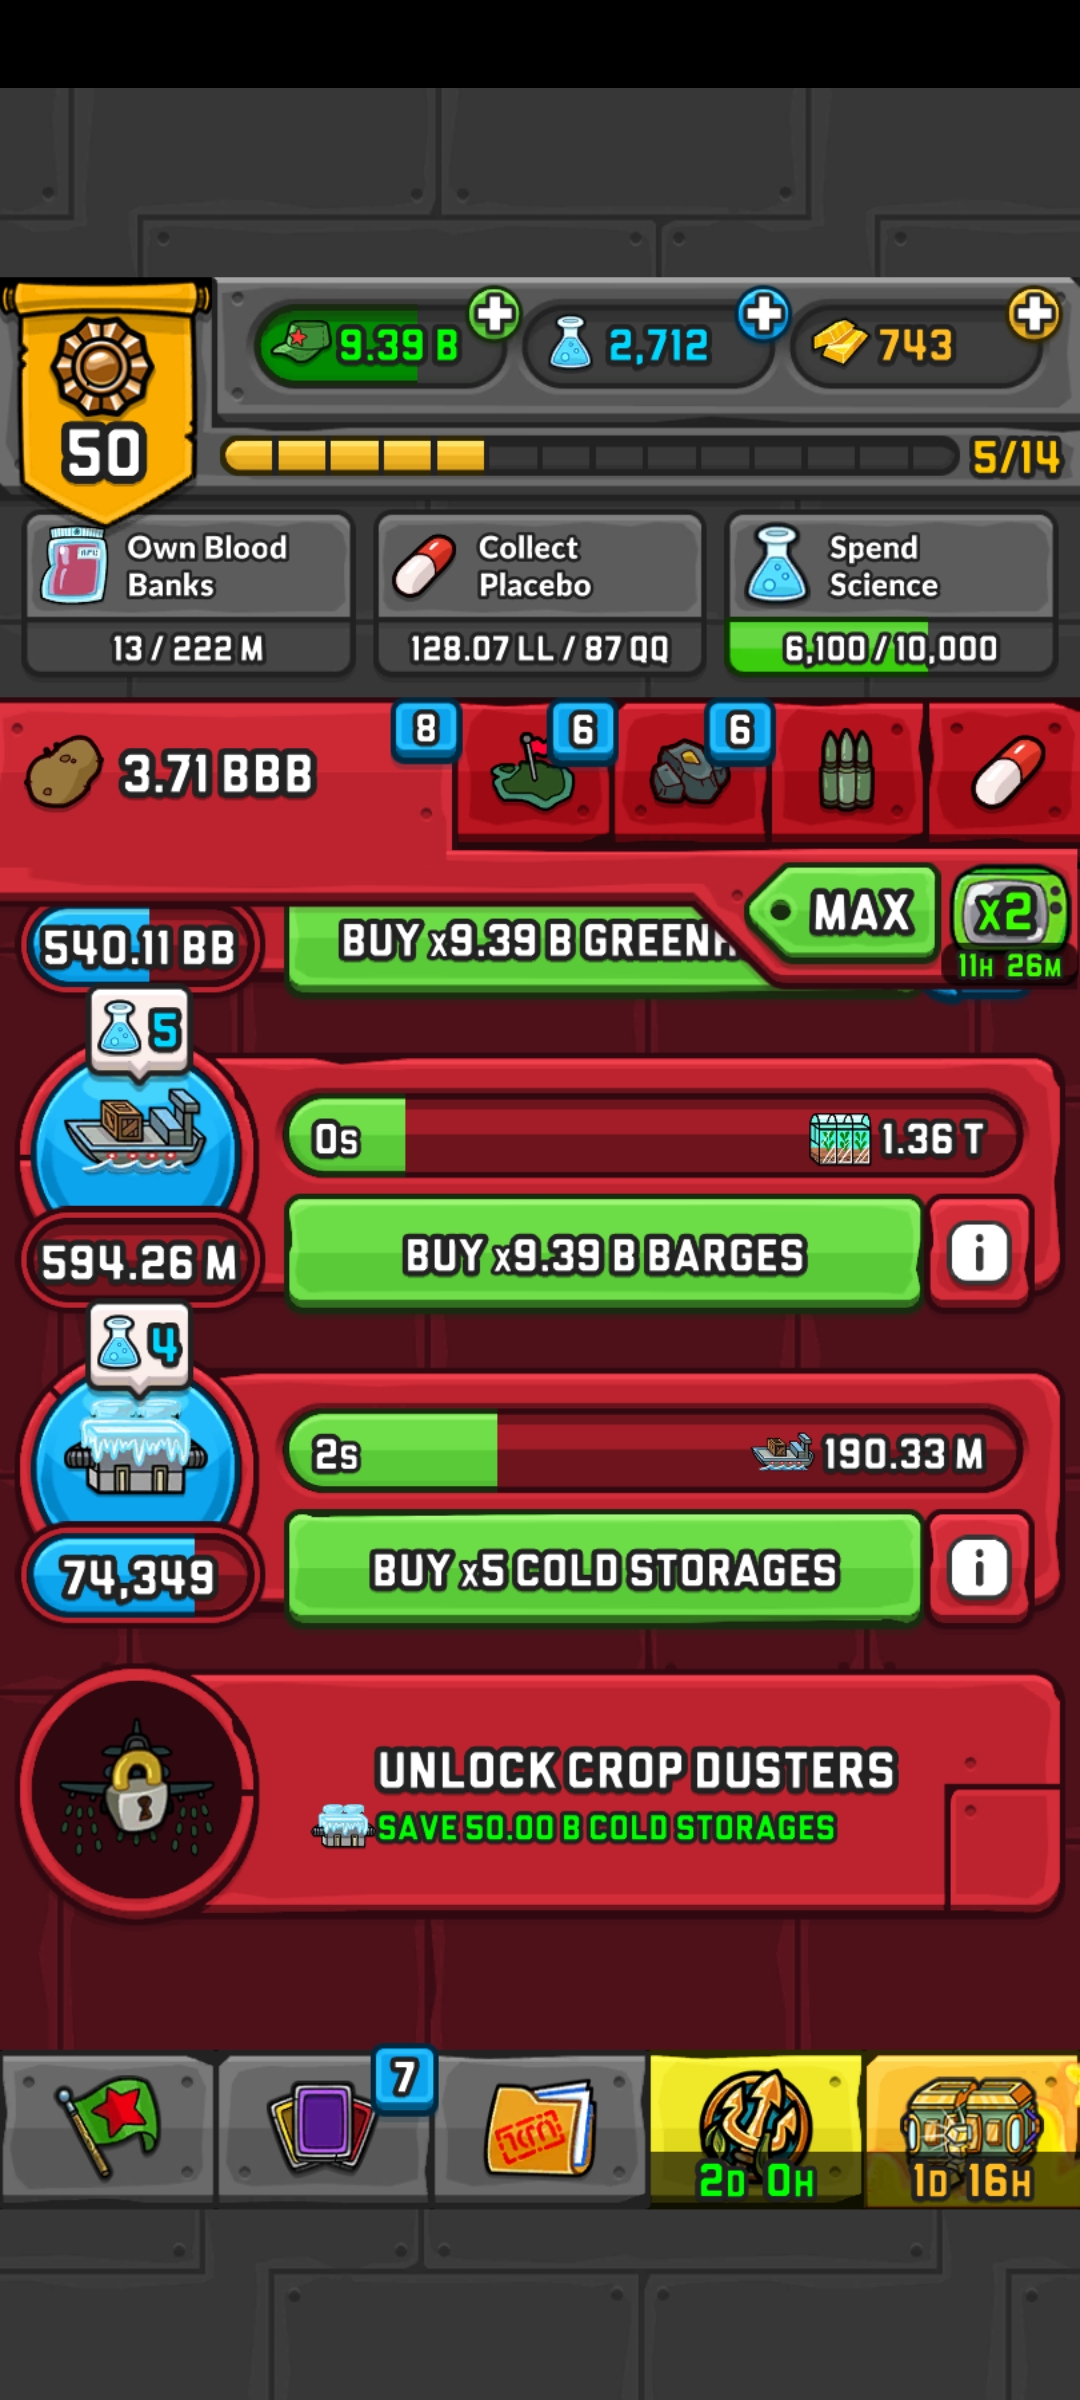 9.39 B
2,712
743
50
5/14
Own Blood
Banks
13 / 222 M
Collect
Placebo
128.07 LL / 87 QQ
Spend
Science
6,100 / 10,000
3.71 BBB
8
6
6
MAX
x2
11H 26M
540.11 BB
BUY x9.39 B GREENH
5
0s
1.36 T
594.26 M
BUY x9.39 B BARGES
i
4
2s
190.33 M
74,349
BUY x5 COLD STORAGES
i
UNLOCK CROP DUSTERS
SAVE 50.00 B COLD STORAGES
7
2D 0H
1D 16H